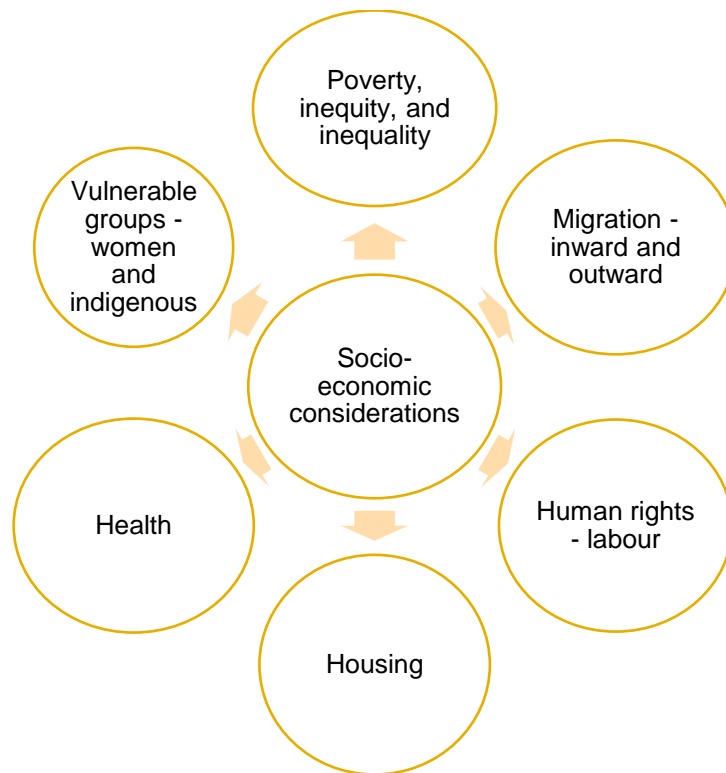 Poverty,
inequity, and
inequality
Migration -
inward and
outward
Human rights
- labour
Housing
Health
Vulnerable
groups -
women
and
indigenous
Socio-
economic
considerations